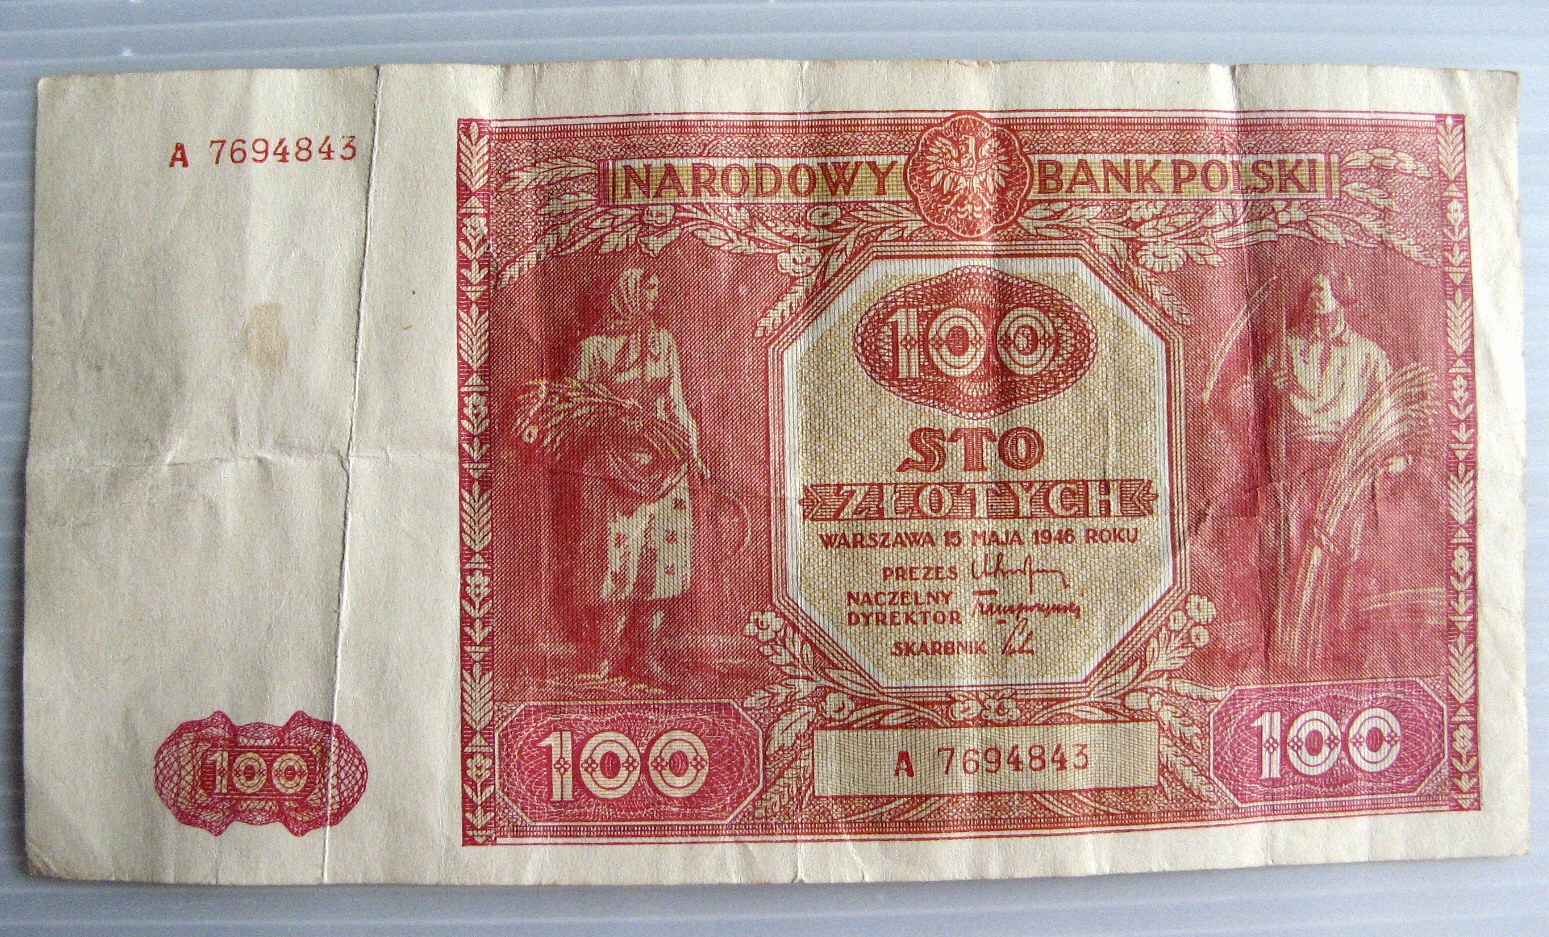 A 7694843
NARODOWY BANK POLSKI
100
STO
ZŁOTYCH
WARSZAWA 15 MAJA 1946 ROKU
PREZES
NACZELNY
DYREKTOR
SKARBNIK
100
100
A 7694843
100